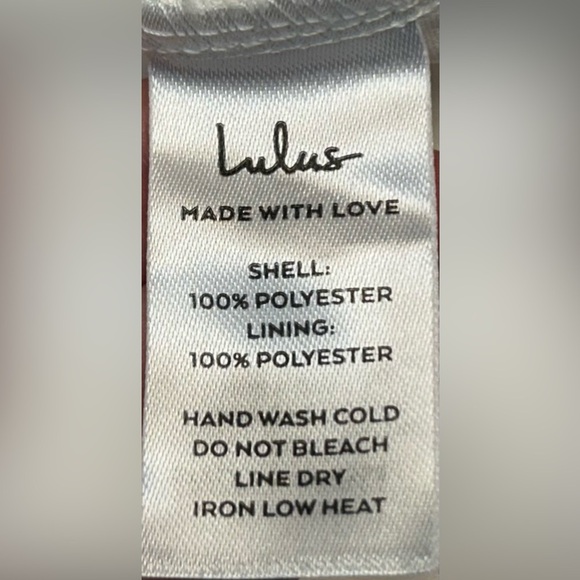 Lulus
MADE WITH LOVE
SHELL:
100% POLYESTER
LINING:
100% POLYESTER
HAND WASH COLD
DO NOT BLEACH
LINE DRY
IRON LOW HEAT